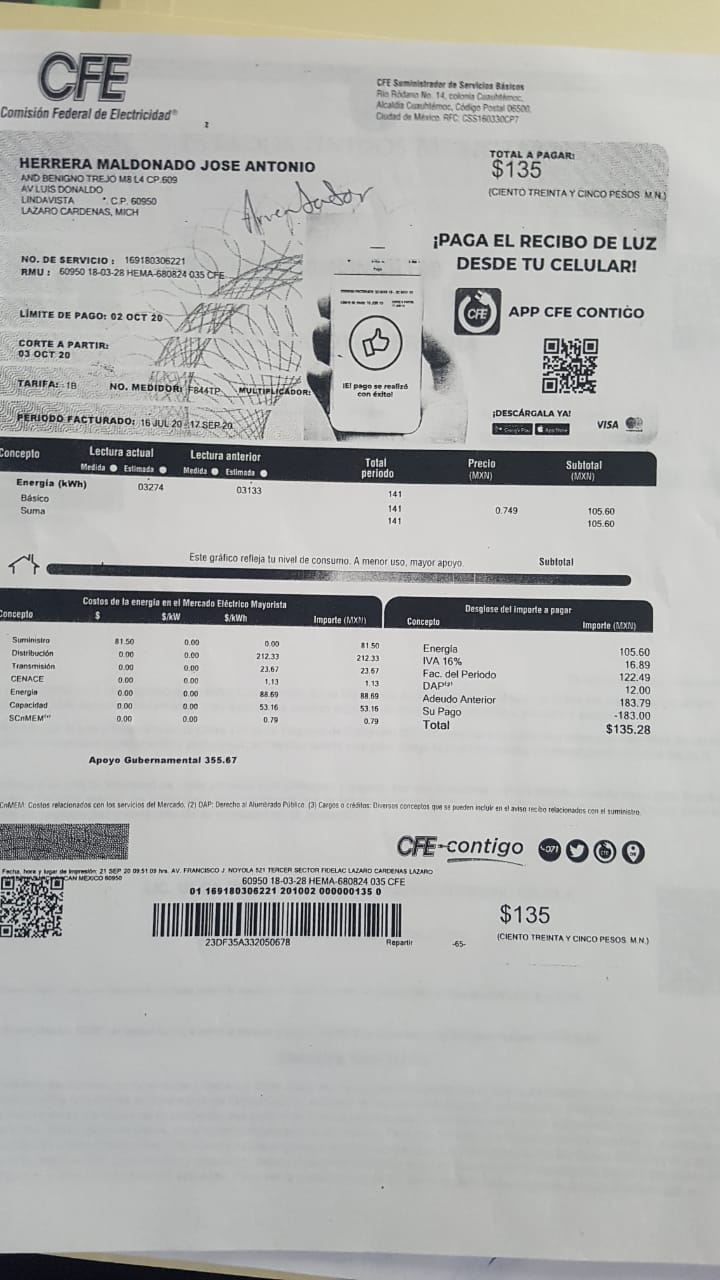 CFE
Comisión Federal de Electricidad®
CFE Suministrador de Servicios Básicos
Río Ródano No. 14, colonia Cuauhtémoc,
Alcaldía Cuauhtémoc, Código Postal 06500,
Ciudad de México. RFC: CSS160330CP7
HERRERA MALDONADO JOSE ANTONIO
AND BENIGNO TREJO M8 L4 CP.609
AV LUIS DONALDO
LINDAVISTA C.P. 60950
LAZARO CARDENAS, MICH
TOTAL A PAGAR:
$135
(CIENTO TREINTA Y CINCO PESOS M.N.)
NO. DE SERVICIO : 169180306221
RMU : 60950 18-03-28 HEMA-680824 035 CFE
¡PAGA EL RECIBO DE LUZ
DESDE TU CELULAR!
LÍMITE DE PAGO: 02 OCT 20
CFE
APP CFE CONTIGO
CORTE A PARTIR:
03 OCT 20
TARIFA: 1B NO. MEDIDOR: F844TP MULTIPLICADOR:
¡El pago se realizó
con éxito!
¡DESCÁRGALA YA!
Google Play App Store
VISA
PERIODO FACTURADO: 16 JUL 20 - 17 SEP 20
Concepto Lectura actual Lectura anterior Total periodo Precio (MXN) Subtotal (MXN)
Medida Estimada Medida Estimada
Energía (kWh) 03274 03133 141
Básico 141 0.749 105.60
Suma 141 105.60
Este gráfico refleja tu nivel de consumo. A menor uso, mayor apoyo. Subtotal
Costos de la energía en el Mercado Eléctrico Mayorista
Concepto $ $/kW $/kWh Importe (MXN)
Suministro 81.50 0.00 0.00 81.50
Distribución 0.00 0.00 212.33 212.33
Transmisión 0.00 0.00 23.67 23.67
CENACE 0.00 0.00 1.13 1.13
Energía 0.00 0.00 88.69 88.69
Capacidad 0.00 0.00 53.16 53.16
SCnMEM 0.00 0.00 0.79 0.79
Desglose del importe a pagar
Concepto Importe (MXN)
Energía 105.60
IVA 16% 16.89
Fac. del Periodo 122.49
DAP(2) 12.00
Adeudo Anterior 183.79
Su Pago -183.00
Total $135.28
Apoyo Gubernamental 355.67
CnMEM: Costos relacionados con los servicios del Mercado. (2) DAP: Derecho al Alumbrado Público. (3) Cargos o créditos: Diversos conceptos que se pueden incluir en el aviso recibo relacionados con el suministro.
CFE-contigo
071
Fecha, hora y lugar de impresión: 21 SEP 20 09:51:09 hrs. AV. FRANCISCO J. NOYOLA 521 TERCER SECTOR FIDELAC LAZARO CARDENAS LAZARO
CAN MEXICO 60950
60950 18-03-28 HEMA-680824 035 CFE
01 169180306221 201002 000000135 0
23DF35A332050678 Repartir -65-
$135
(CIENTO TREINTA Y CINCO PESOS M.N.)